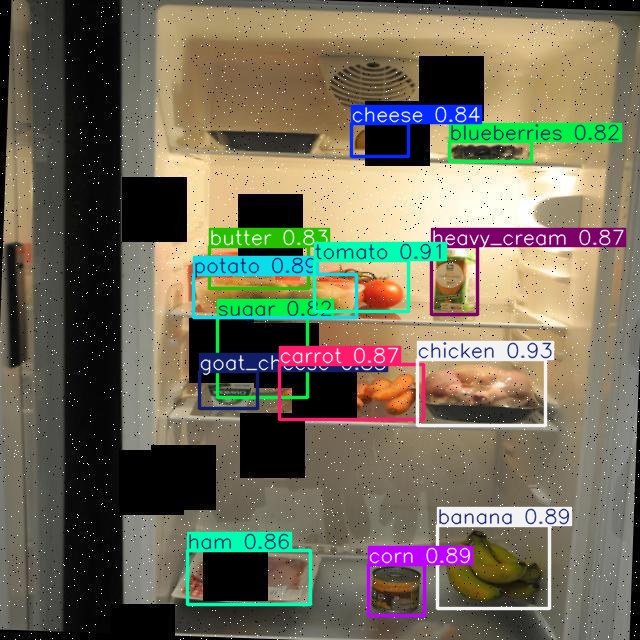 cheese 0.84
blueberries 0.82
butter 0.83
tomato 0.91
heavy_cream 0.87
potato 0.89
sugar 0.82
goat_cheese
carrot 0.87
chicken 0.93
banana 0.89
ham 0.86
corn 0.89